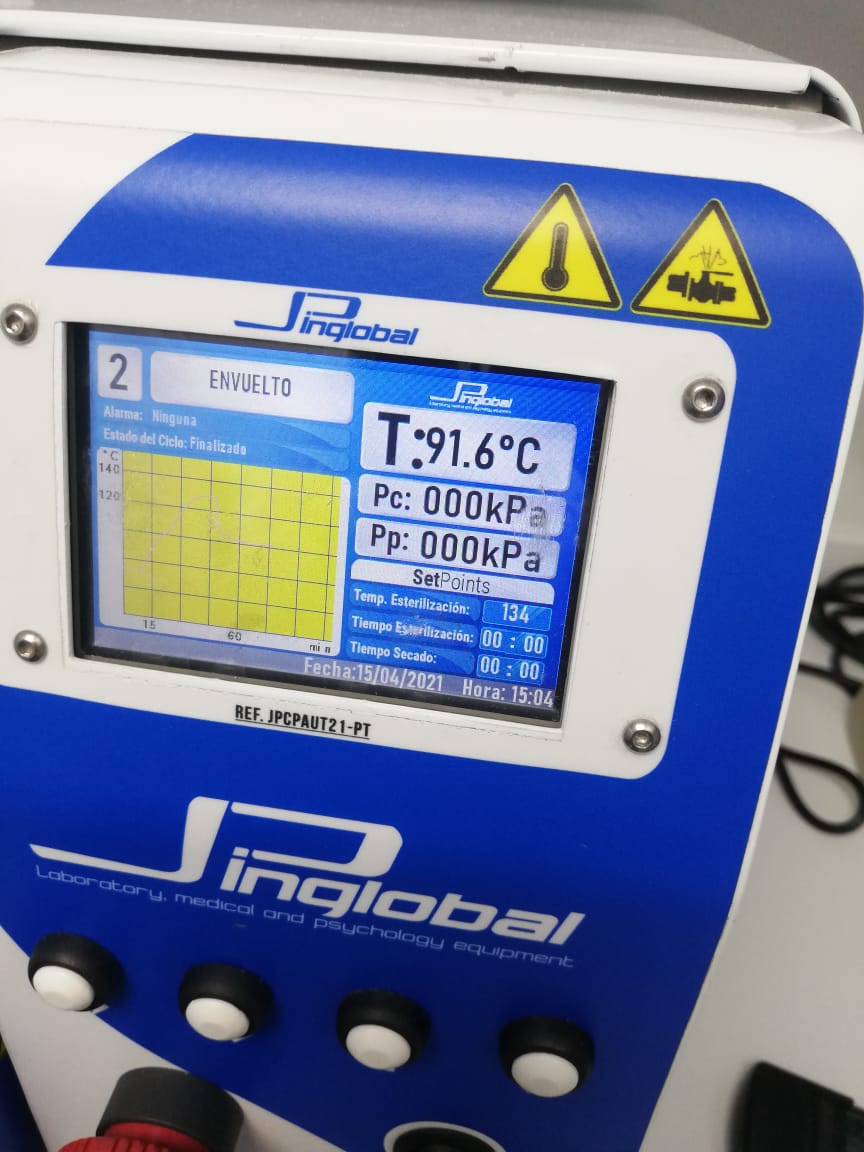 JPinglobal
2
ENVUELTO
JPinglobal
Alarma: Ninguna
Estado del Ciclo: Finalizado
T:91.6°C
Pc: 000kPa
Pp: 000kPa
°C
140
120
15
60
min
SetPoints
Temp. Esterilización: 134
Tiempo Esterilización: 00 : 00
Tiempo Secado: 00 : 00
Fecha:15/04/2021 Hora: 15:04
REF. JPCPAUT21-PT
JPinglobal
Laboratory, medical and psychology equipment